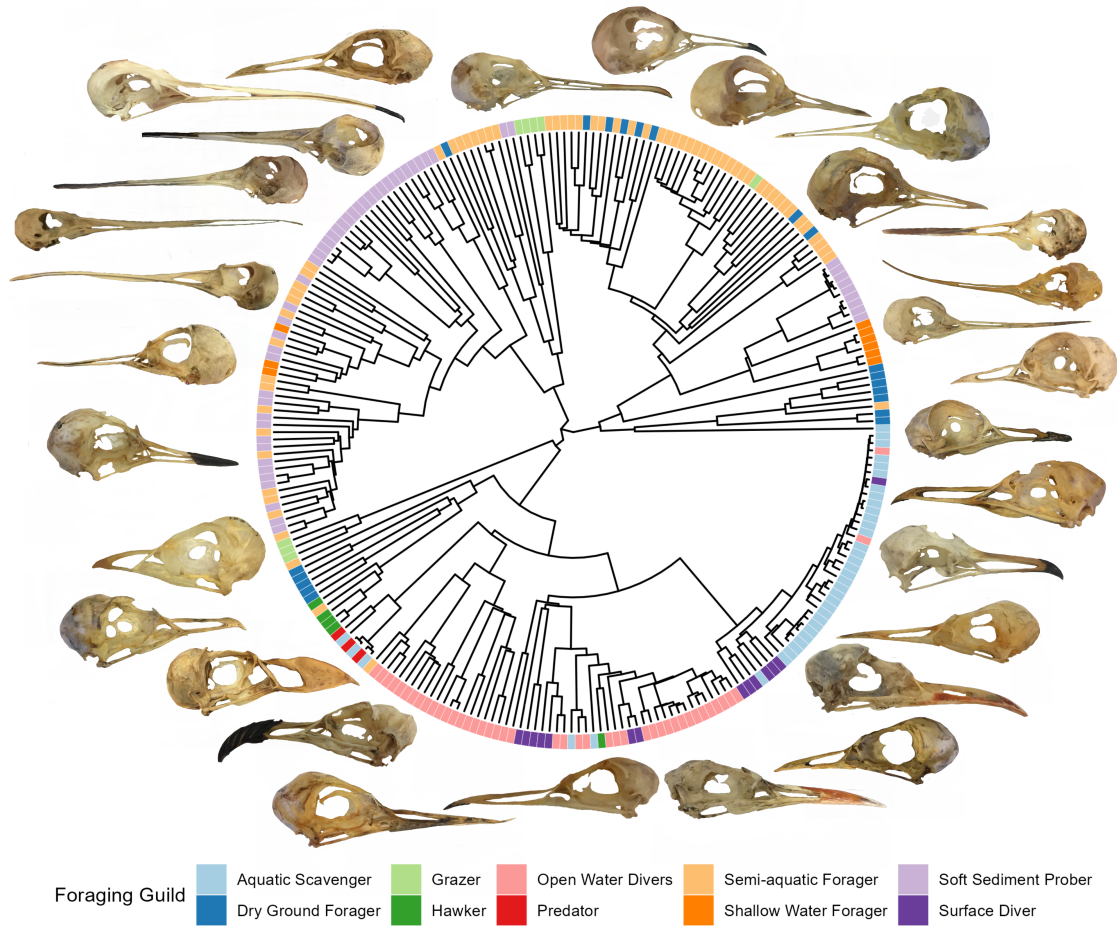 Foraging Guild
Aquatic Scavenger Grazer Open Water Divers Semi-aquatic Forager Soft Sediment Prober
Dry Ground Forager Hawker Predator Shallow Water Forager Surface Diver